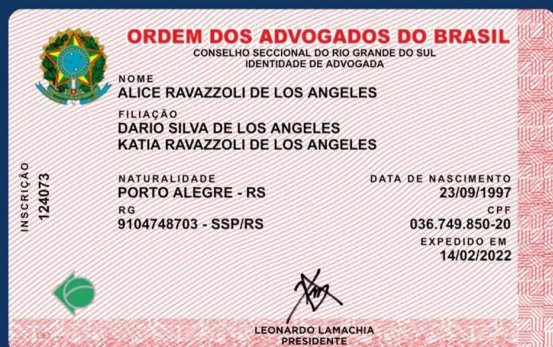 ORDEM DOS ADVOGADOS DO BRASIL
CONSELHO SECCIONAL DO RIO GRANDE DO SUL
IDENTIDADE DE ADVOGADA
NOME
ALICE RAVAZZOLI DE LOS ANGELES
FILIAÇÃO
DARIO SILVA DE LOS ANGELES
KATIA RAVAZZOLI DE LOS ANGELES
INSCRIÇÃO
124073
NATURALIDADE
PORTO ALEGRE - RS
DATA DE NASCIMENTO
23/09/1997
RG
9104748703 - SSP/RS
CPF
036.749.850-20
EXPEDIDO EM
14/02/2022
LEONARDO LAMACHIA
PRESIDENTE